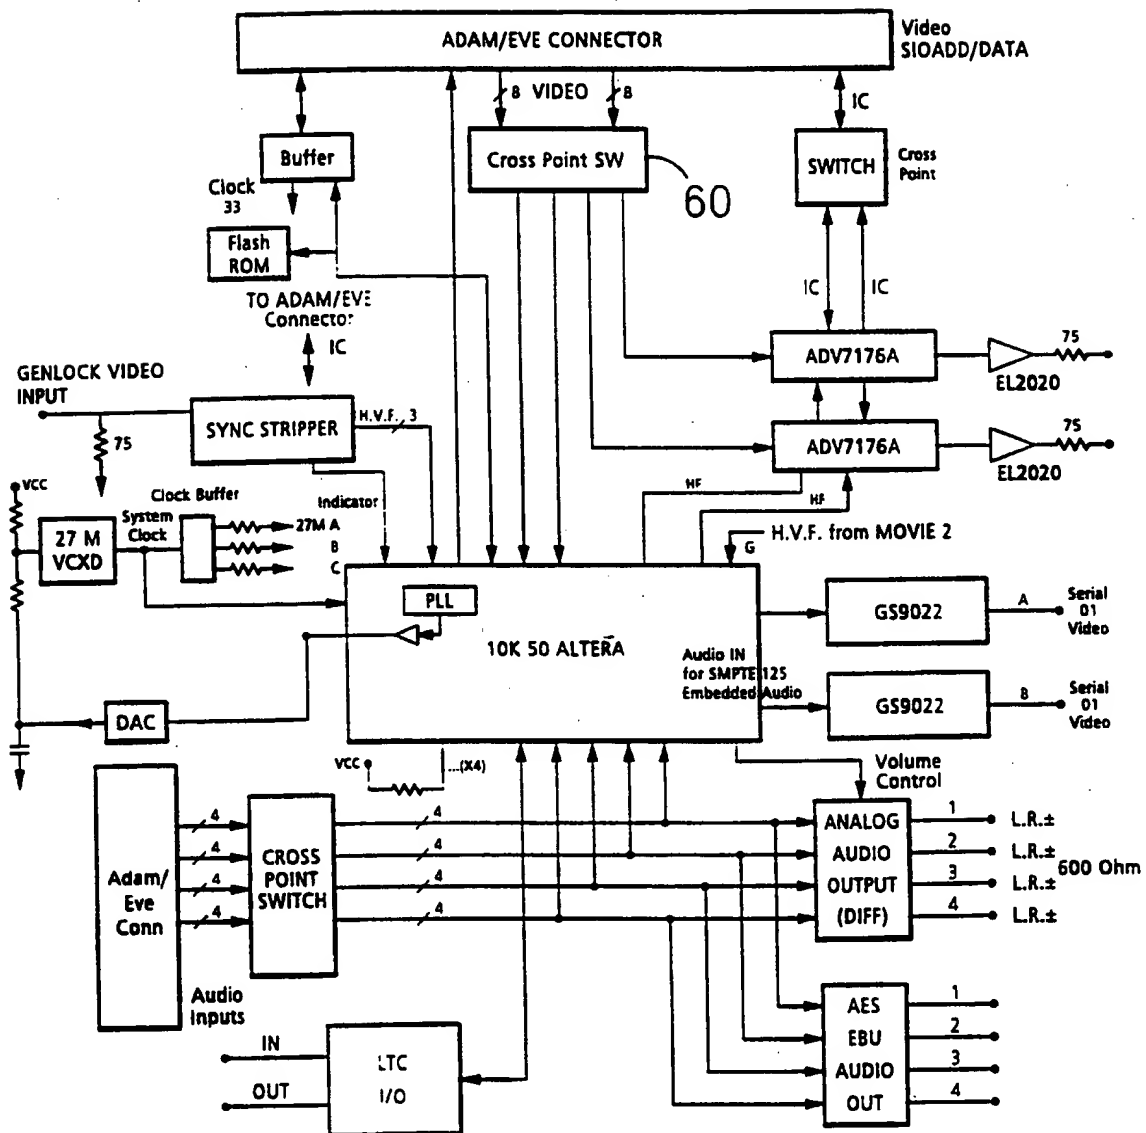 ADAM/EVE CONNECTOR
Video
SIOADD/DATA
8 VIDEO 8
IC
Buffer
Cross Point SW
60
SWITCH
Cross
Point
Clock
33
Flash
ROM
IC IC
TO ADAM/EVE
Connector
IC
ADV7176A
75
EL2020
GENLOCK VIDEO
INPUT
SYNC STRIPPER
H.V.F. 3
75
ADV7176A
75
EL2020
VCC
Clock Buffer
Indicator
HF
HF
System
Clock
27M A
B
C
27 M
VCXD
H.V.F. from MOVIE 2
G
PLL
10K 50 ALTERA
GS9022
A
Serial
01
Video
Audio IN
for SMPTE 125
Embedded Audio
GS9022
B
Serial
01
Video
DAC
VCC
...(X4)
Volume
Control
Adam/
Eve
Conn
4
4
4
4
CROSS
POINT
SWITCH
4
4
4
4
ANALOG
AUDIO
OUTPUT
(DIFF)
1 L.R.±
2 L.R.±
3 L.R.±
4 L.R.±
600 Ohm
Audio
Inputs
IN
OUT
LTC
I/O
AES
EBU
AUDIO
OUT
1
2
3
4